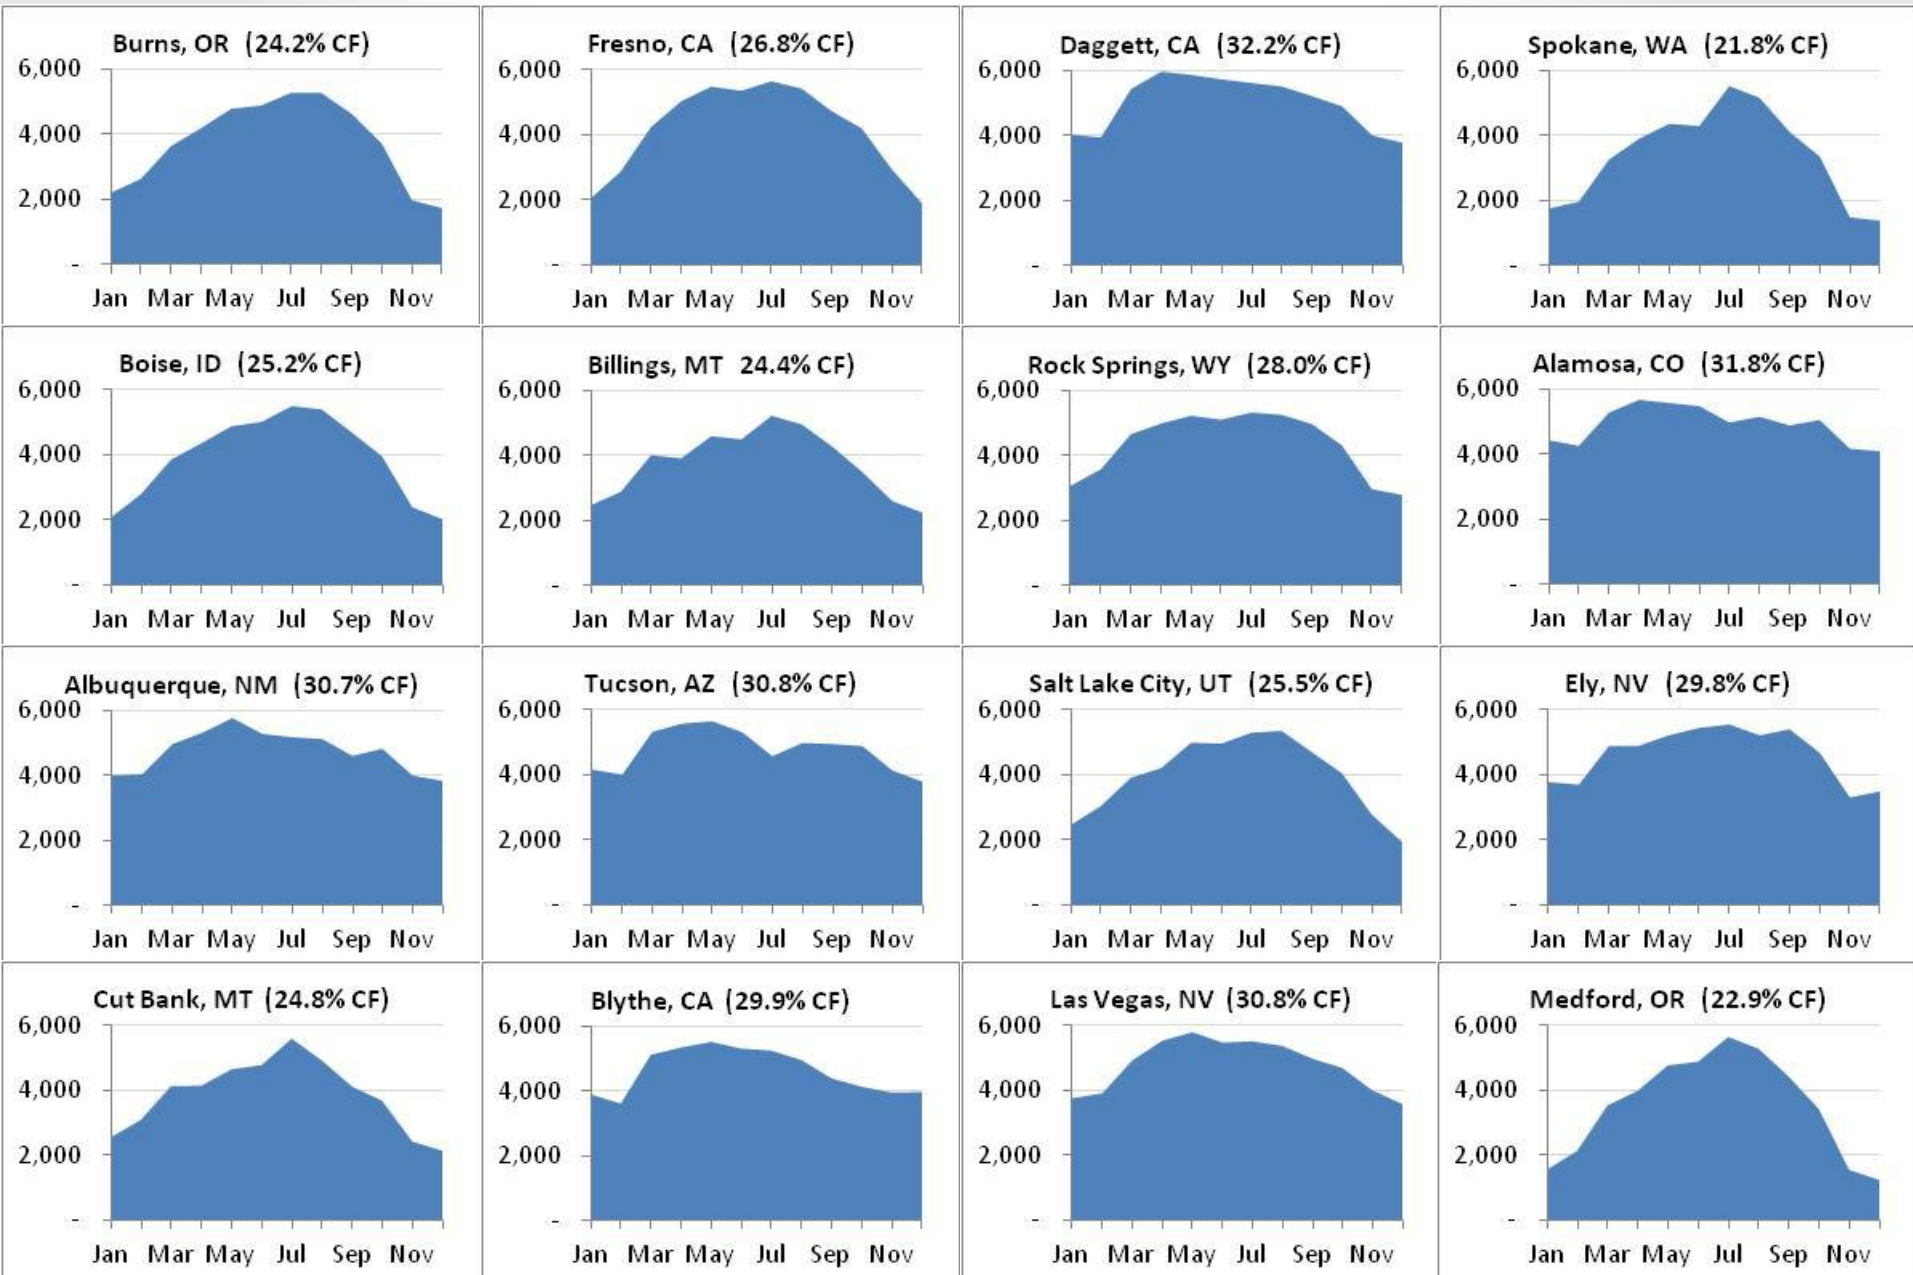 Burns, OR (24.2% CF)
6,000
4,000
2,000
-
Jan Mar May Jul Sep Nov
Fresno, CA (26.8% CF)
6,000
4,000
2,000
-
Jan Mar May Jul Sep Nov
Daggett, CA (32.2% CF)
6,000
4,000
2,000
-
Jan Mar May Jul Sep Nov
Spokane, WA (21.8% CF)
6,000
4,000
2,000
-
Jan Mar May Jul Sep Nov
Boise, ID (25.2% CF)
6,000
4,000
2,000
-
Jan Mar May Jul Sep Nov
Billings, MT 24.4% CF)
6,000
4,000
2,000
-
Jan Mar May Jul Sep Nov
Rock Springs, WY (28.0% CF)
6,000
4,000
2,000
-
Jan Mar May Jul Sep Nov
Alamosa, CO (31.8% CF)
6,000
4,000
2,000
-
Jan Mar May Jul Sep Nov
Albuquerque, NM (30.7% CF)
6,000
4,000
2,000
-
Jan Mar May Jul Sep Nov
Tucson, AZ (30.8% CF)
6,000
4,000
2,000
-
Jan Mar May Jul Sep Nov
Salt Lake City, UT (25.5% CF)
6,000
4,000
2,000
-
Jan Mar May Jul Sep Nov
Ely, NV (29.8% CF)
6,000
4,000
2,000
-
Jan Mar May Jul Sep Nov
Cut Bank, MT (24.8% CF)
6,000
4,000
2,000
-
Jan Mar May Jul Sep Nov
Blythe, CA (29.9% CF)
6,000
4,000
2,000
-
Jan Mar May Jul Sep Nov
Las Vegas, NV (30.8% CF)
6,000
4,000
2,000
-
Jan Mar May Jul Sep Nov
Medford, OR (22.9% CF)
6,000
4,000
2,000
-
Jan Mar May Jul Sep Nov